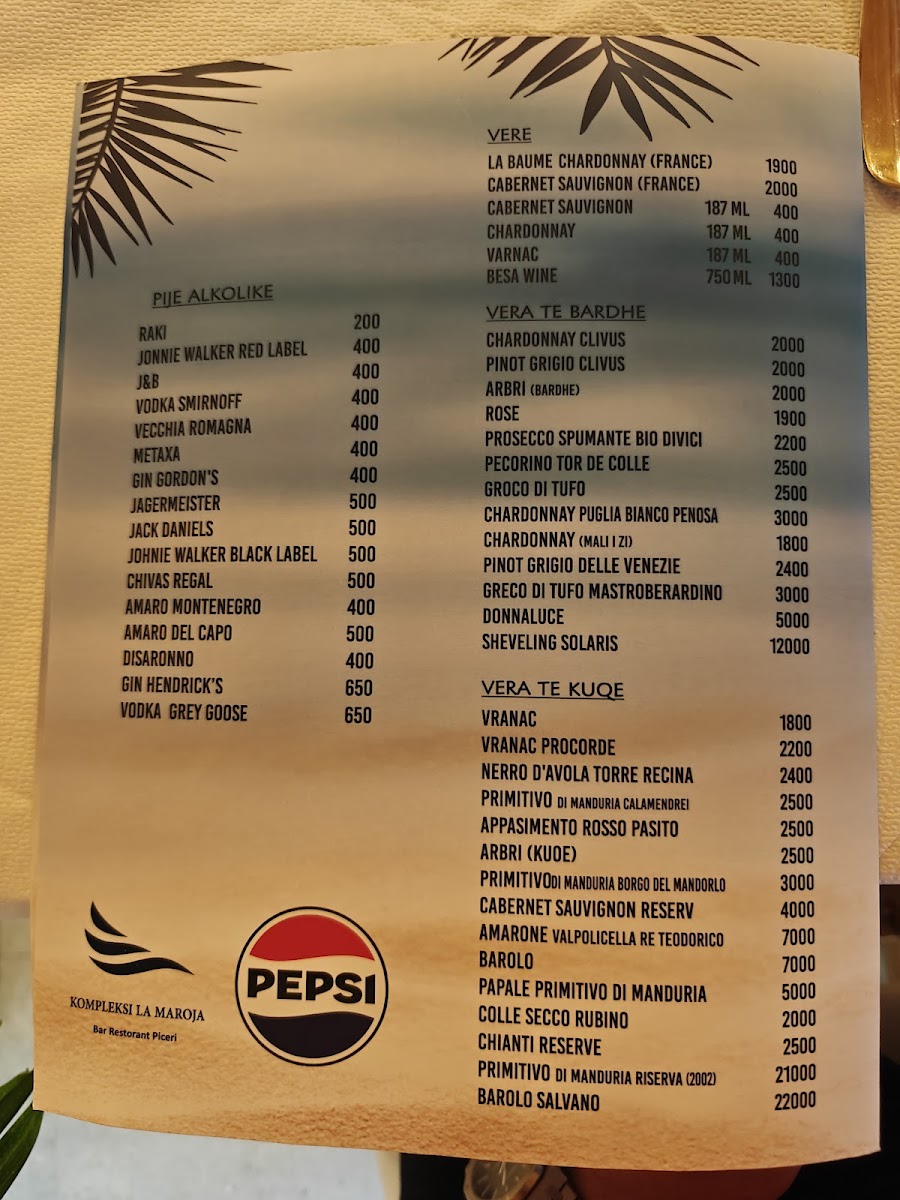 PIJE ALKOLIKE
RAKI 200
JONNIE WALKER RED LABEL 400
J&B 400
VODKA SMIRNOFF 400
VECCHIA ROMAGNA 400
METAXA 400
GIN GORDON'S 400
JAGERMEISTER 500
JACK DANIELS 500
JOHNIE WALKER BLACK LABEL 500
CHIVAS REGAL 500
AMARO MONTENEGRO 400
AMARO DEL CAPO 500
DISARONNO 400
GIN HENDRICK'S 650
VODKA GREY GOOSE 650
KOMPLEKSI LA MAROJA
Bar Restorant Piceri
PEPSI
VERE
LA BAUME CHARDONNAY (FRANCE) 1900
CABERNET SAUVIGNON (FRANCE) 2000
CABERNET SAUVIGNON 187 ML 400
CHARDONNAY 187 ML 400
VARNAC 187 ML 400
BESA WINE 750 ML 1300
VERA TE BARDHE
CHARDONNAY CLIVUS 2000
PINOT GRIGIO CLIVUS 2000
ARBRI (BARDHE) 2000
ROSE 1900
PROSECCO SPUMANTE BIO DIVICI 2200
PECORINO TOR DE COLLE 2500
GROCO DI TUFO 2500
CHARDONNAY PUGLIA BIANCO PENOSA 3000
CHARDONNAY (MALI I ZI) 1800
PINOT GRIGIO DELLE VENEZIE 2400
GRECO DI TUFO MASTROBERARDINO 3000
DONNALUCE 5000
SHEVELING SOLARIS 12000
VERA TE KUQE
VRANAC 1800
VRANAC PROCORDE 2200
NERRO D'AVOLA TORRE RECINA 2400
PRIMITIVO DI MANDURIA CALAMENDREI 2500
APPASIMENTO ROSSO PASITO 2500
ARBRI (KUOE) 2500
PRIMITIVO DI MANDURIA BORGO DEL MANDORLO 3000
CABERNET SAUVIGNON RESERV 4000
AMARONE VALPOLICELLA RE TEODORICO 7000
BAROLO 7000
PAPALE PRIMITIVO DI MANDURIA 5000
COLLE SECCO RUBINO 2000
CHIANTI RESERVE 2500
PRIMITIVO DI MANDURIA RISERVA (2002) 21000
BAROLO SALVANO 22000